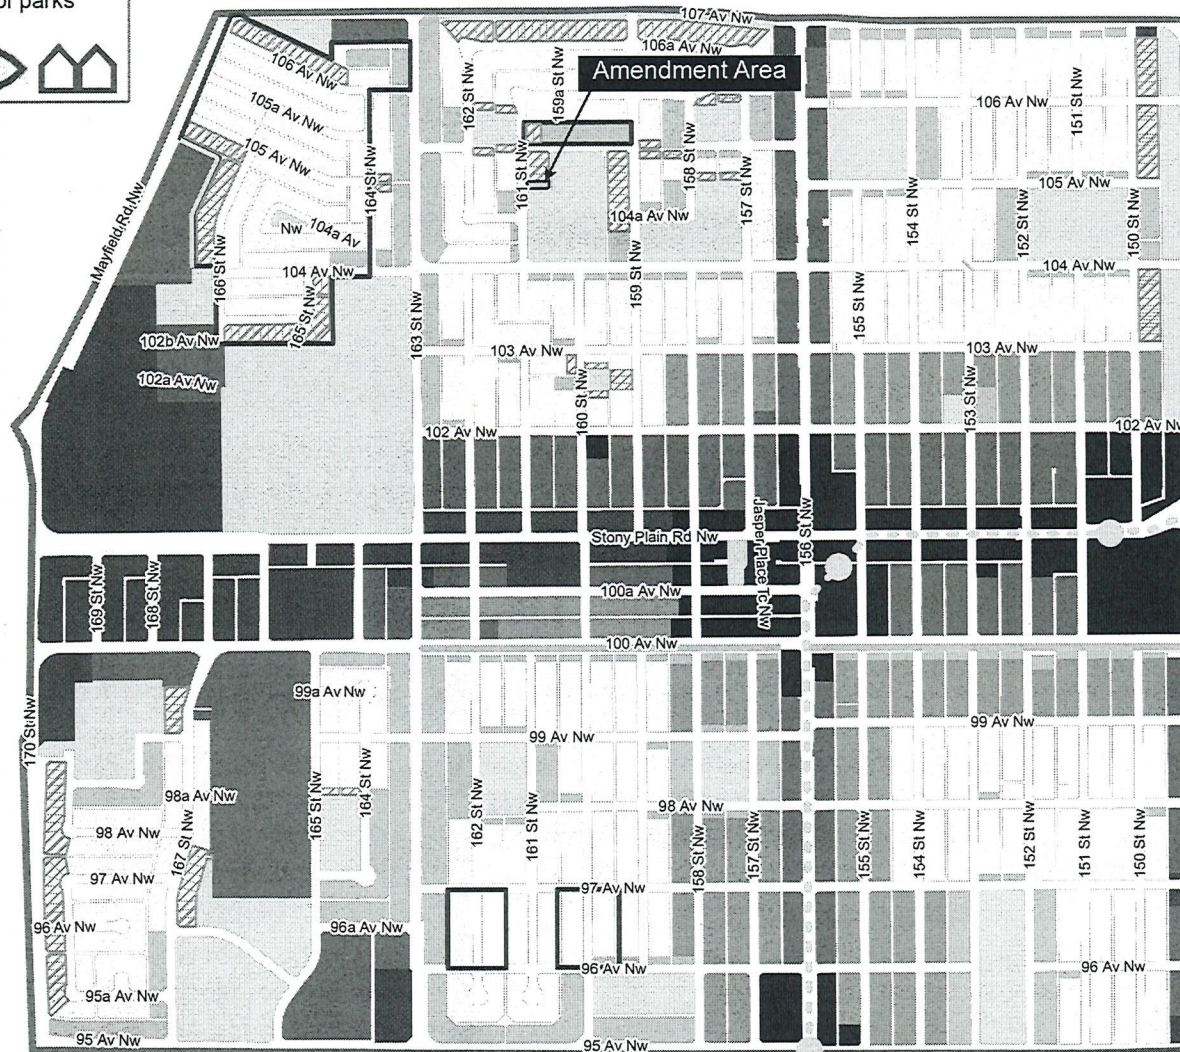 of parks
107 Av Nw
106a Av Nw
Amendment Area
106 Av Nw
162 St Nw
159a St Nw
151 St Nw
106 Av Nw
105a Av Nw
105 Av Nw
164 St Nw
161 St Nw
158 St Nw
157 St Nw
105 Av Nw
Mayfield Rd Nw
104a Av
Nw
104a Av Nw
154 St Nw
152 St Nw
150 St Nw
166 St Nw
104 Av Nw
104 Av Nw
165 St Nw
163 St Nw
159 St Nw
155 St Nw
102b Av Nw
103 Av Nw
103 Av Nw
102a Av Nw
160 St Nw
153 St Nw
102 Av Nw
102 Av Nw
Stony Plain Rd Nw
Jasper Place Tc Nw
156 St Nw
169 St Nw
168 St Nw
100a Av Nw
100 Av Nw
99a Av Nw
170 St Nw
99 Av Nw
99 Av Nw
98a Av Nw
165 St Nw
164 St Nw
98 Av Nw
98 Av Nw
167 St Nw
162 St Nw
161 St Nw
158 St Nw
157 St Nw
155 St Nw
154 St Nw
152 St Nw
151 St Nw
150 St Nw
97 Av Nw
97 Av Nw
96 Av Nw
96a Av Nw
96 Av Nw
96 Av Nw
95a Av Nw
95 Av Nw
95 Av Nw